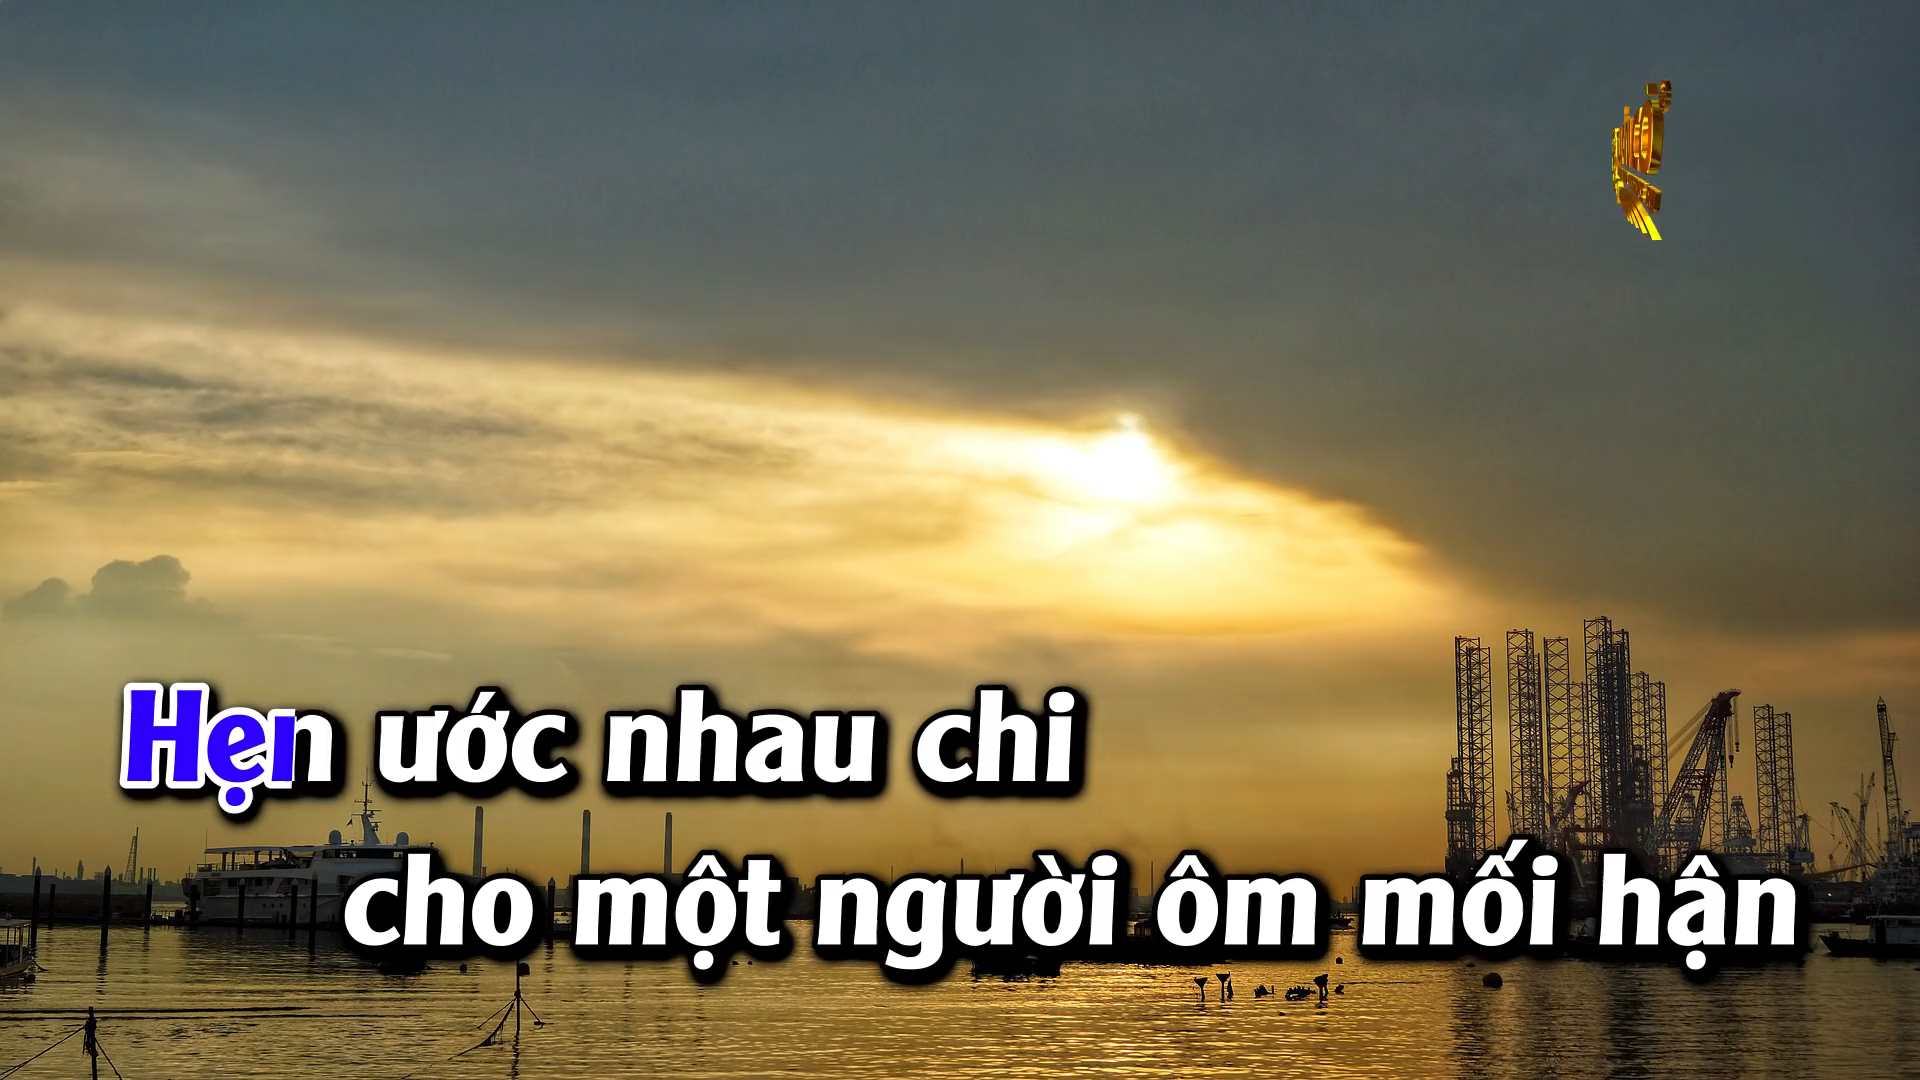 Hẹn ước nhau chi
cho một người ôm mối hận